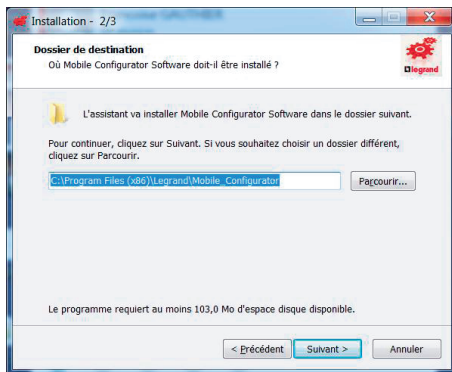 Installation - 2/3
Dossier de destination
Où Mobile Configurator Software doit-il être installé ?
legrand
L'assistant va installer Mobile Configurator Software dans le dossier suivant.
Pour continuer, cliquez sur Suivant. Si vous souhaitez choisir un dossier différent,
cliquez sur Parcourir.
C:\Program Files (x86)\Legrand\Mobile_Configurator
Parcourir...
Le programme requiert au moins 103,0 Mo d'espace disque disponible.
< Précédent
Suivant >
Annuler